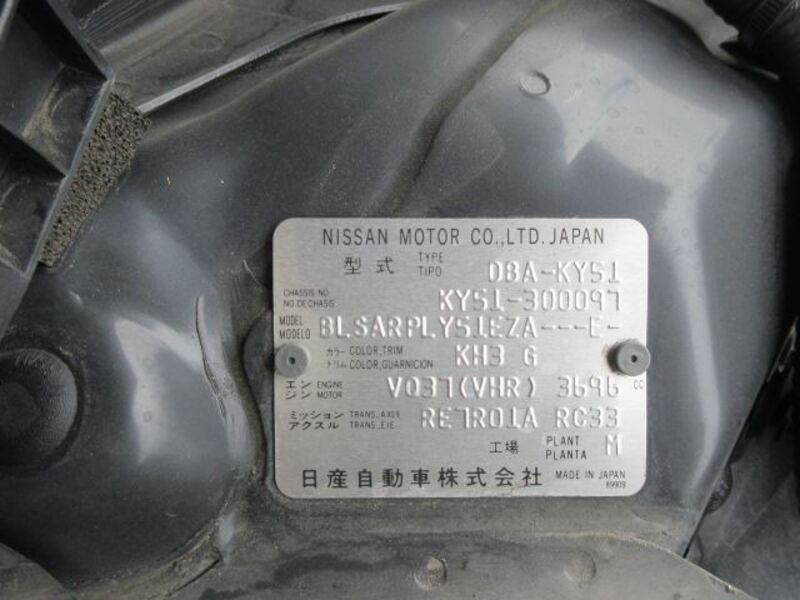 NISSAN MOTOR CO.,LTD. JAPAN
型式 TYPE TIPO DBA-KY51
CHASSIS NO. NO. DE CHASIS KY51-300097
MODEL MODELO BLSARPLY51EZA---E-
カラー トリム COLOR, TRIM COLOR, GUARNICION KH3 G
エンジン ENGINE MOTOR VQ37(VHR) 3696 CC
ミッション アクスル TRANS. AXLE TRANS. EJE RE7R01A RC33
工場 PLANT PLANTA M
日産自動車株式会社 MADE IN JAPAN